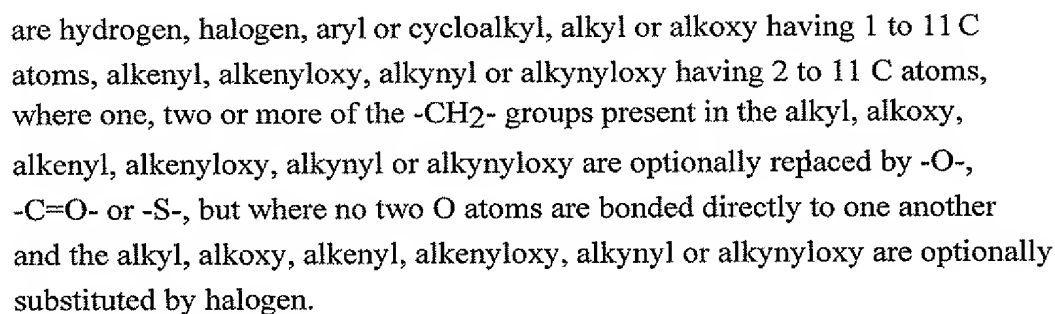 are hydrogen, halogen, aryl or cycloalkyl, alkyl or alkoxy having 1 to 11 C
atoms, alkenyl, alkenyloxy, alkynyl or alkynyloxy having 2 to 11 C atoms,
where one, two or more of the -CH2- groups present in the alkyl, alkoxy,
alkenyl, alkenyloxy, alkynyl or alkynyloxy are optionally replaced by -O-,
-C=O- or -S-, but where no two O atoms are bonded directly to one another
and the alkyl, alkoxy, alkenyl, alkenyloxy, alkynyl or alkynyloxy are optionally
substituted by halogen.